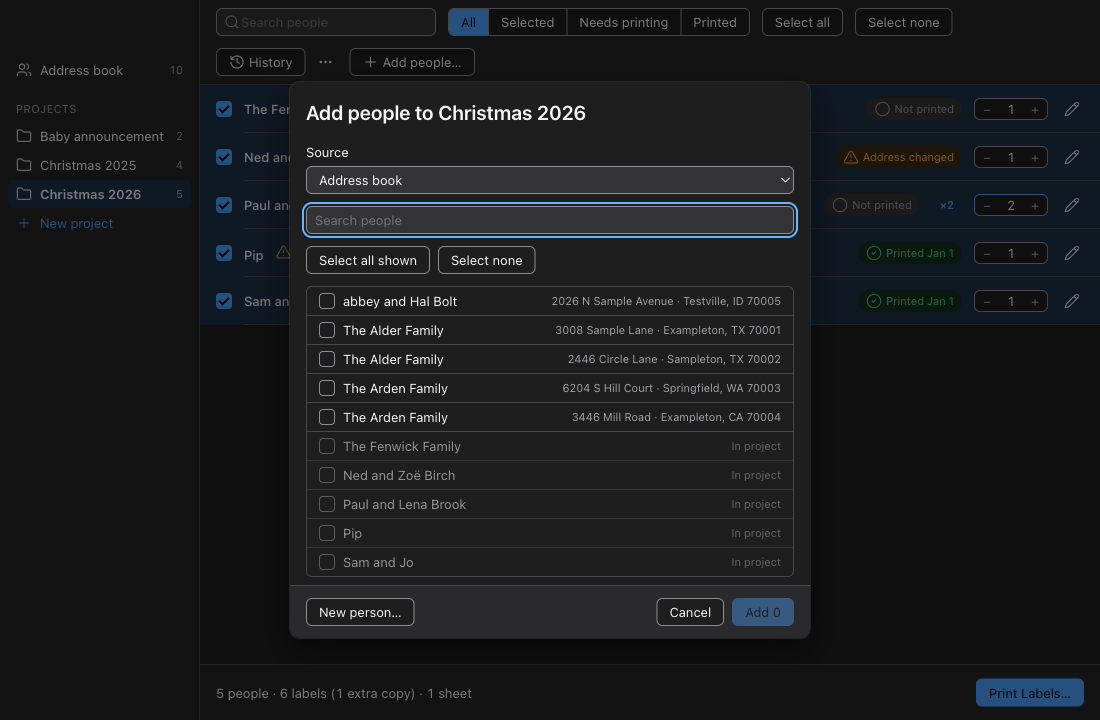 Search people
All
Selected
Needs printing
Printed
Select all
Select none
History
Add people…
Address book 10
PROJECTS
Baby announcement 2
Christmas 2025 4
Christmas 2026 5
New project
The Fen
Not printed
− 1 +
Ned and
Address changed
− 1 +
Paul an
Not printed ×2
− 2 +
Pip
Printed Jan 1
− 1 +
Sam an
Printed Jan 1
− 1 +
Add people to Christmas 2026
Source
Address book
Search people
Select all shown
Select none
abbey and Hal Bolt 2026 N Sample Avenue · Testville, ID 70005
The Alder Family 3008 Sample Lane · Exampleton, TX 70001
The Alder Family 2446 Circle Lane · Sampleton, TX 70002
The Arden Family 6204 S Hill Court · Springfield, WA 70003
The Arden Family 3446 Mill Road · Exampleton, CA 70004
The Fenwick Family In project
Ned and Zoë Birch In project
Paul and Lena Brook In project
Pip In project
Sam and Jo In project
New person…
Cancel
Add 0
5 people · 6 labels (1 extra copy) · 1 sheet
Print Labels…